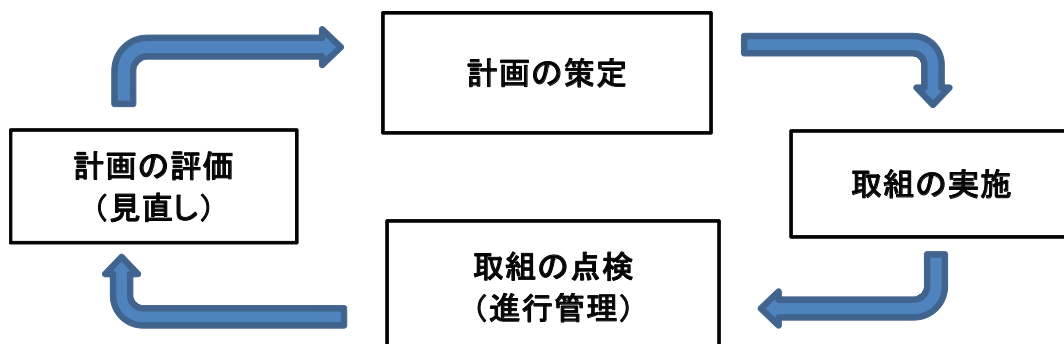 計画の策定
計画の評価
（見直し）
取組の実施
取組の点検
（進行管理）